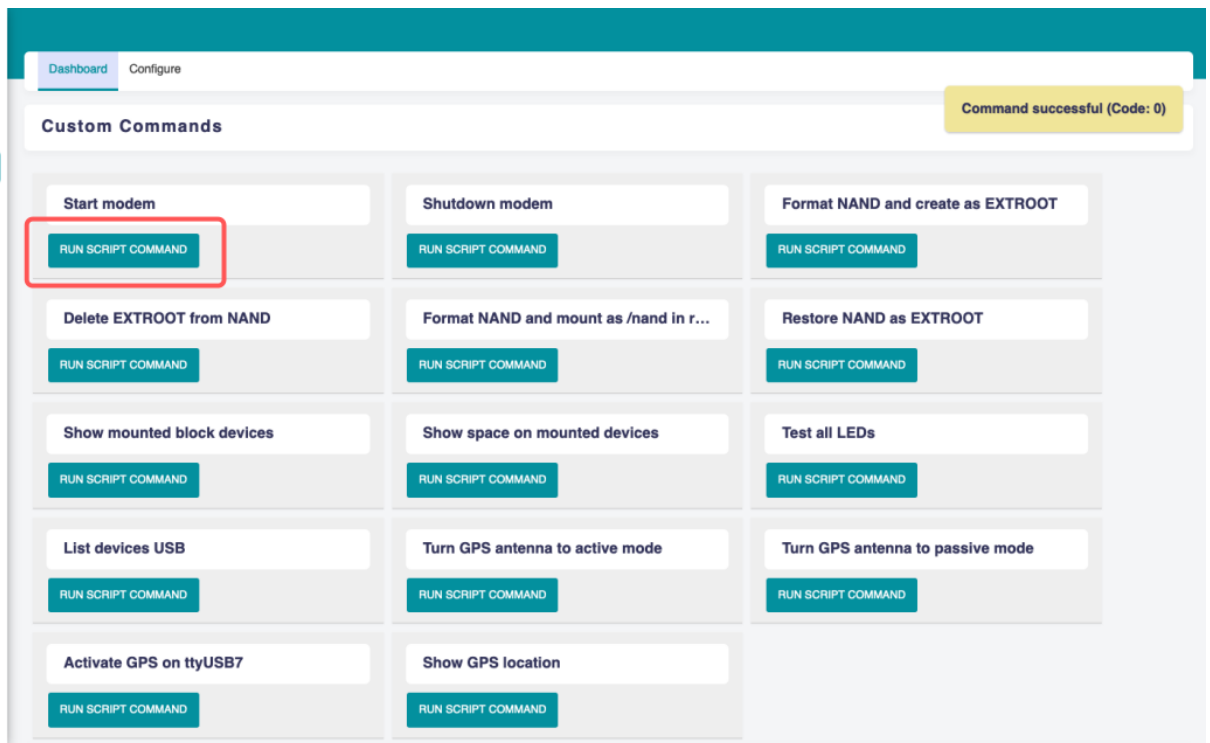 Dashboard Configure
Command successful (Code: 0)
Custom Commands
Start modem
RUN SCRIPT COMMAND
Shutdown modem
RUN SCRIPT COMMAND
Format NAND and create as EXTROOT
RUN SCRIPT COMMAND
Delete EXTROOT from NAND
RUN SCRIPT COMMAND
Format NAND and mount as /nand in r...
RUN SCRIPT COMMAND
Restore NAND as EXTROOT
RUN SCRIPT COMMAND
Show mounted block devices
RUN SCRIPT COMMAND
Show space on mounted devices
RUN SCRIPT COMMAND
Test all LEDs
RUN SCRIPT COMMAND
List devices USB
RUN SCRIPT COMMAND
Turn GPS antenna to active mode
RUN SCRIPT COMMAND
Turn GPS antenna to passive mode
RUN SCRIPT COMMAND
Activate GPS on ttyUSB7
RUN SCRIPT COMMAND
Show GPS location
RUN SCRIPT COMMAND